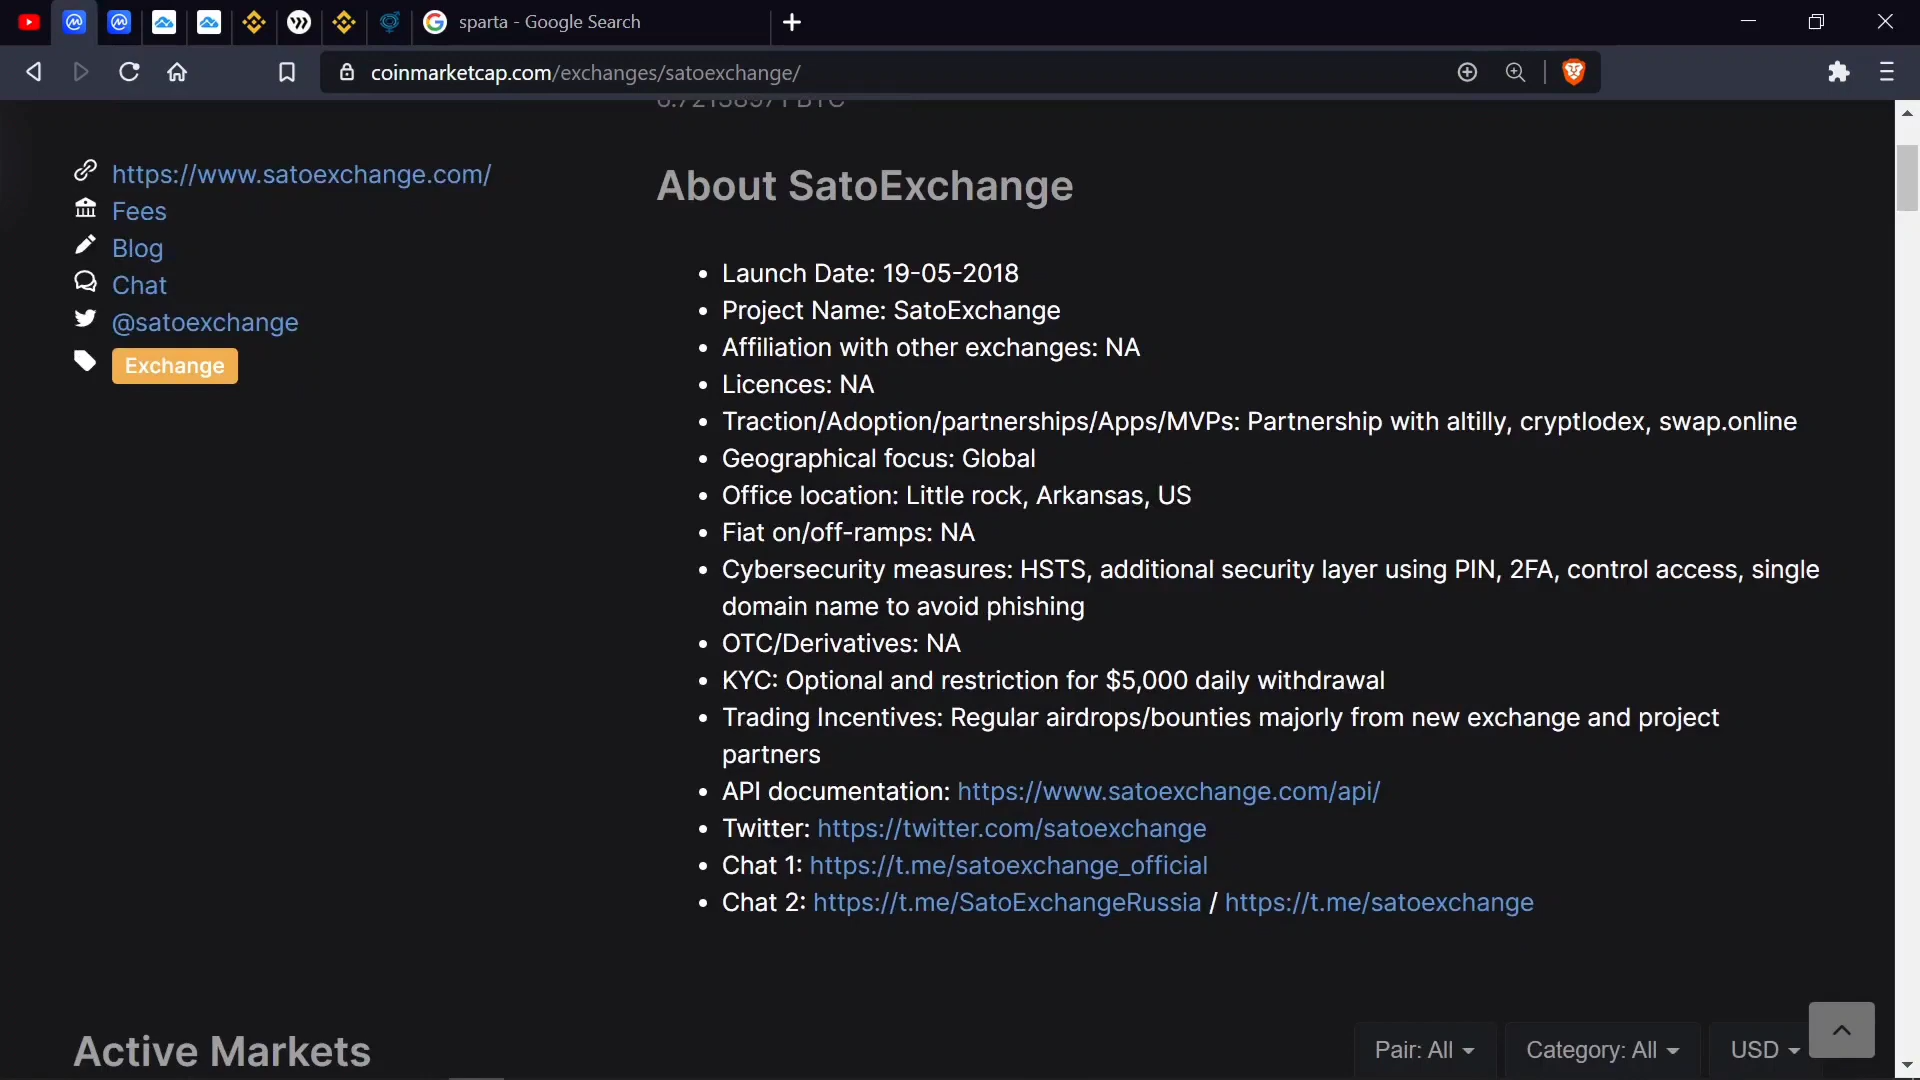 sparta - Google Search
coinmarketcap.com/exchanges/satoexchange/
https://www.satoexchange.com/
Fees
Blog
Chat
@satoexchange
Exchange
About SatoExchange
• Launch Date: 19-05-2018
• Project Name: SatoExchange
• Affiliation with other exchanges: NA
• Licences: NA
• Traction/Adoption/partnerships/Apps/MVPs: Partnership with altilly, cryptlodex, swap.online
• Geographical focus: Global
• Office location: Little rock, Arkansas, US
• Fiat on/off-ramps: NA
• Cybersecurity measures: HSTS, additional security layer using PIN, 2FA, control access, single
domain name to avoid phishing
• OTC/Derivatives: NA
• KYC: Optional and restriction for $5,000 daily withdrawal
• Trading Incentives: Regular airdrops/bounties majorly from new exchange and project
partners
• API documentation: https://www.satoexchange.com/api/
• Twitter: https://twitter.com/satoexchange
• Chat 1: https://t.me/satoexchange_official
• Chat 2: https://t.me/SatoExchangeRussia / https://t.me/satoexchange
Active Markets
Pair: All
Category: All
USD